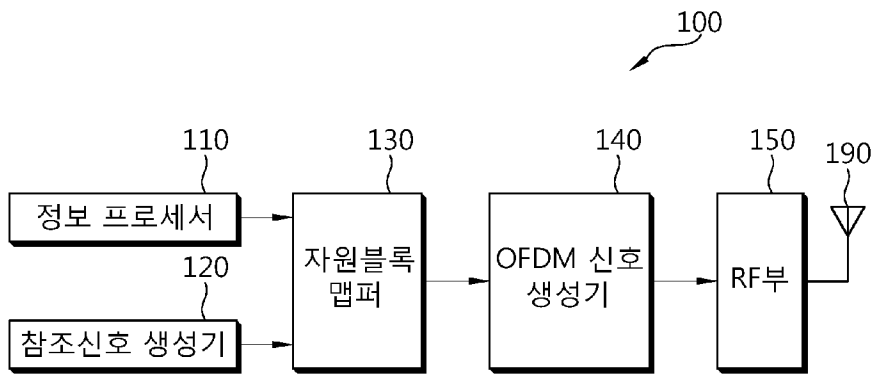 100
110
130
140
150
190
정보 프로세서
120
자원블록
맵퍼
OFDM 신호
생성기
RF부
참조신호 생성기